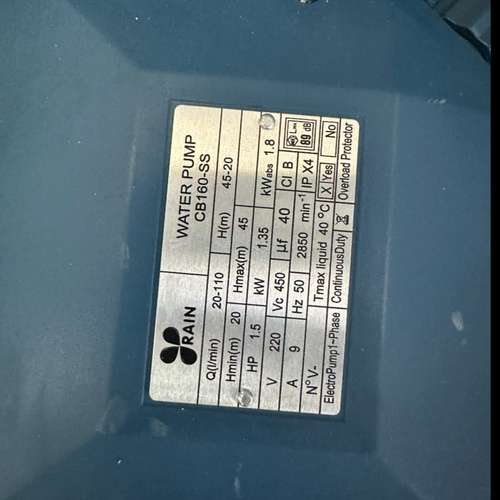 RAIN
WATER PUMP
CB160-SS
Q(l/min) 20-110 H(m) 45-20
Hmin(m) 20 Hmax(m) 45
HP 1.5 kW 1.35 kWabs 1.8
V 220 Vc 450 µf 40 Cl B
A 9 Hz 50 2850 min⁻¹ IP X4
89 dB
N°V- Tmax liquid 40 °C X Yes No
ElectroPump1~Phase ContinuousDuty Overload Protector